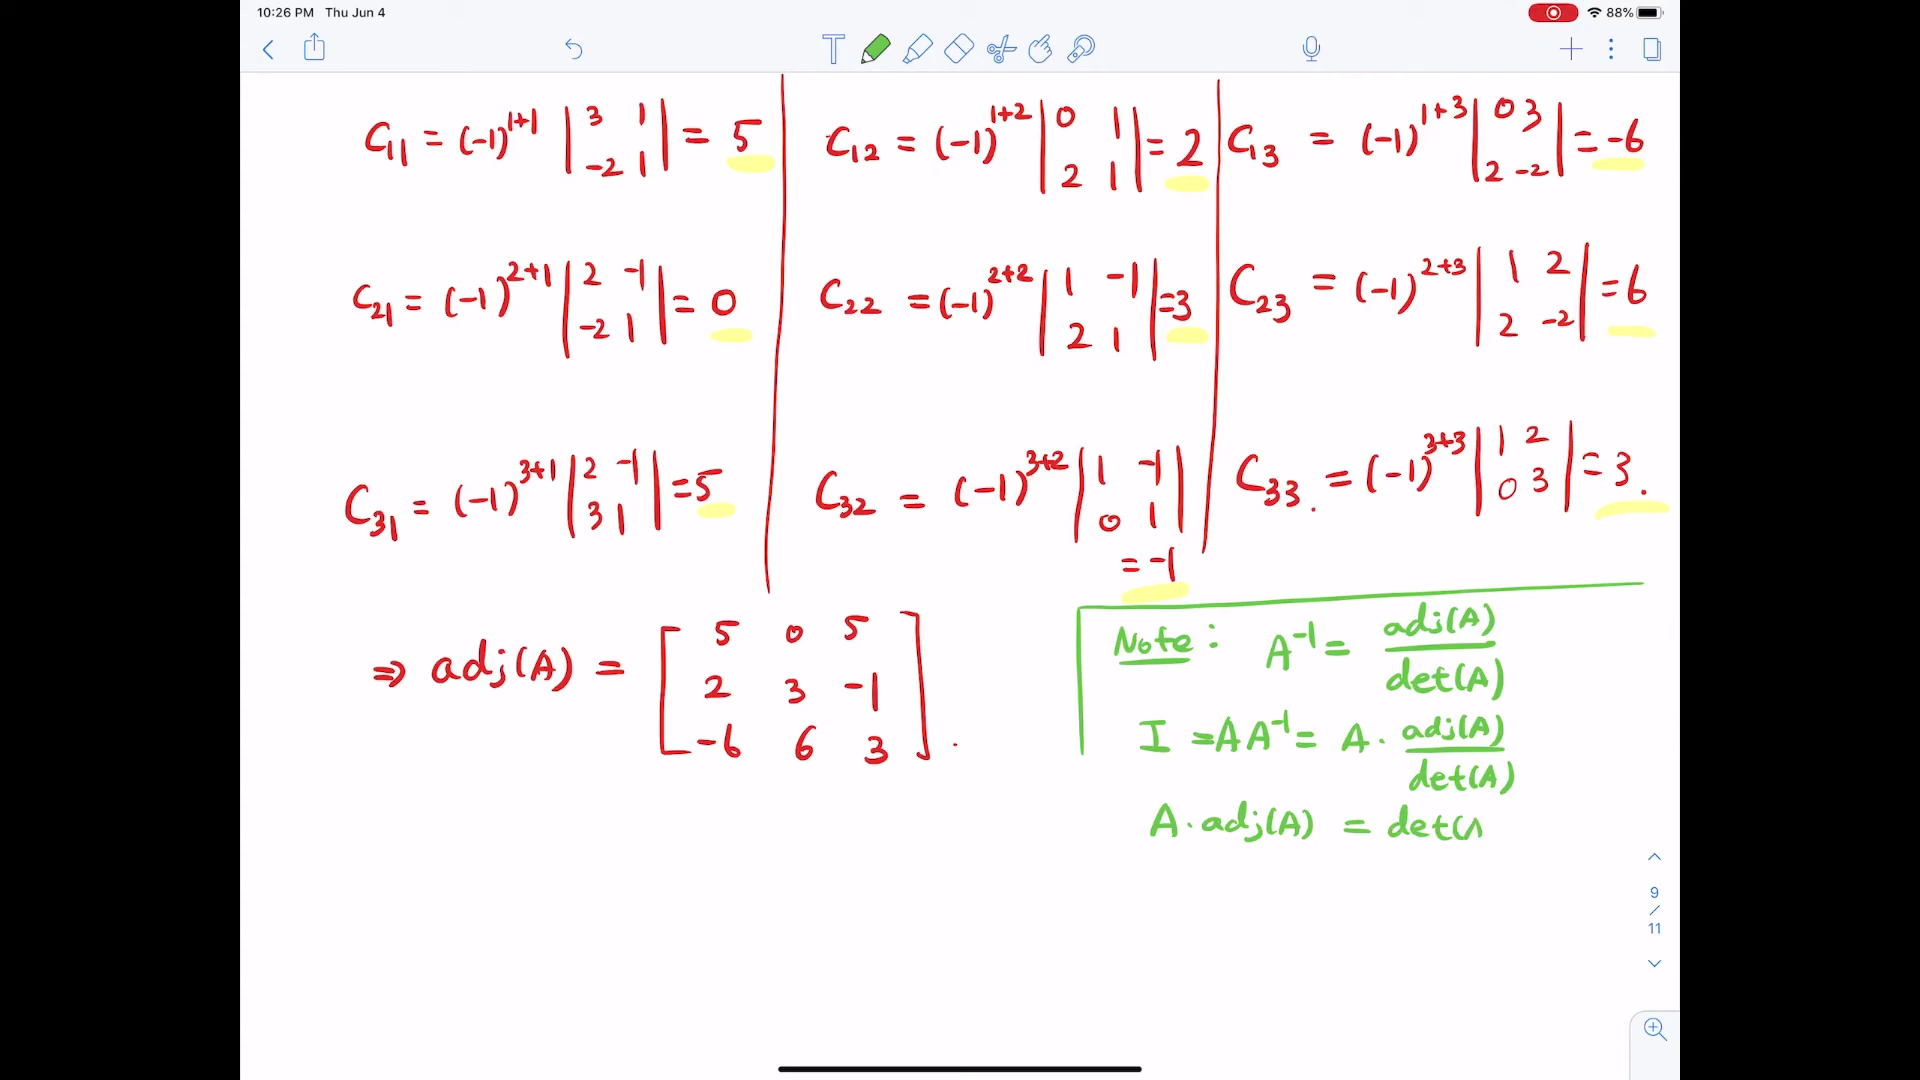 10:26 PM Thu Jun 4
88%
C11 = (-1)^1+1 | 3 1 | = 5
| -2 1 |
C12 = (-1)^1+2 | 0 1 | = 2
| 2 1 |
C13 = (-1)^1+3 | 0 3 | = -6
| 2 -2 |
C21 = (-1)^2+1 | 2 -1 | = 0
| -2 1 |
C22 = (-1)^2+2 | 1 -1 | = 3
| 2 1 |
C23 = (-1)^2+3 | 1 2 | = 6
| 2 -2 |
C31 = (-1)^3+1 | 2 -1 | = 5
| 3 1 |
C32 = (-1)^3+2 | 1 -1 |
| 0 1 |
= -1
C33. = (-1)^3+3 | 1 2 | = 3.
| 0 3 |
⇒ adj(A) = [ 5 0 5
2 3 -1
-6 6 3 ].
Note: A^-1 = adj(A)/det(A)
I = AA^-1 = A · adj(A)/det(A)
A · adj(A) = det(
9
/
11